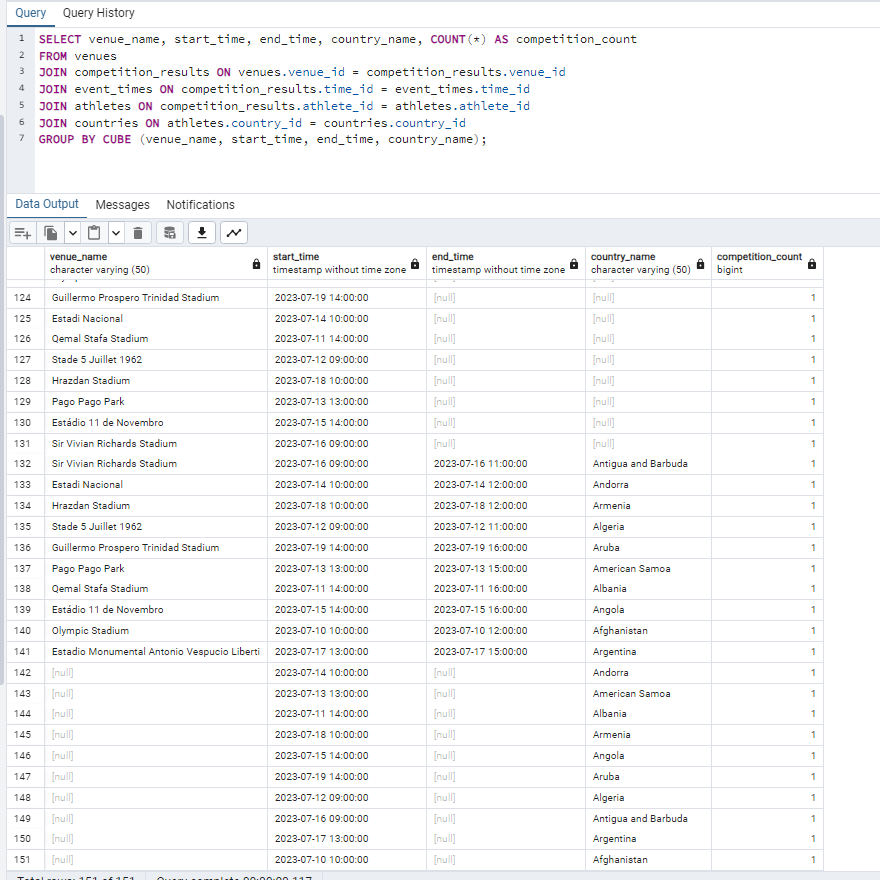 Query Query History
1 SELECT venue_name, start_time, end_time, country_name, COUNT(*) AS competition_count
2 FROM venues
3 JOIN competition_results ON venues.venue_id = competition_results.venue_id
4 JOIN event_times ON competition_results.time_id = event_times.time_id
5 JOIN athletes ON competition_results.athlete_id = athletes.athlete_id
6 JOIN countries ON athletes.country_id = countries.country_id
7 GROUP BY CUBE (venue_name, start_time, end_time, country_name);
Data Output Messages Notifications
venue_name start_time end_time country_name competition_count
character varying (50) timestamp without time zone timestamp without time zone character varying (50) bigint
124 Guillermo Prospero Trinidad Stadium 2023-07-19 14:00:00 [null] [null] 1
125 Estadi Nacional 2023-07-14 10:00:00 [null] [null] 1
126 Qemal Stafa Stadium 2023-07-11 14:00:00 [null] [null] 1
127 Stade 5 Juillet 1962 2023-07-12 09:00:00 [null] [null] 1
128 Hrazdan Stadium 2023-07-18 10:00:00 [null] [null] 1
129 Pago Pago Park 2023-07-13 13:00:00 [null] [null] 1
130 Estádio 11 de Novembro 2023-07-15 14:00:00 [null] [null] 1
131 Sir Vivian Richards Stadium 2023-07-16 09:00:00 [null] [null] 1
132 Sir Vivian Richards Stadium 2023-07-16 09:00:00 2023-07-16 11:00:00 Antigua and Barbuda 1
133 Estadi Nacional 2023-07-14 10:00:00 2023-07-14 12:00:00 Andorra 1
134 Hrazdan Stadium 2023-07-18 10:00:00 2023-07-18 12:00:00 Armenia 1
135 Stade 5 Juillet 1962 2023-07-12 09:00:00 2023-07-12 11:00:00 Algeria 1
136 Guillermo Prospero Trinidad Stadium 2023-07-19 14:00:00 2023-07-19 16:00:00 Aruba 1
137 Pago Pago Park 2023-07-13 13:00:00 2023-07-13 15:00:00 American Samoa 1
138 Qemal Stafa Stadium 2023-07-11 14:00:00 2023-07-11 16:00:00 Albania 1
139 Estádio 11 de Novembro 2023-07-15 14:00:00 2023-07-15 16:00:00 Angola 1
140 Olympic Stadium 2023-07-10 10:00:00 2023-07-10 12:00:00 Afghanistan 1
141 Estadio Monumental Antonio Vespucio Liberti 2023-07-17 13:00:00 2023-07-17 15:00:00 Argentina 1
142 [null] 2023-07-14 10:00:00 [null] Andorra 1
143 [null] 2023-07-13 13:00:00 [null] American Samoa 1
144 [null] 2023-07-11 14:00:00 [null] Albania 1
145 [null] 2023-07-18 10:00:00 [null] Armenia 1
146 [null] 2023-07-15 14:00:00 [null] Angola 1
147 [null] 2023-07-19 14:00:00 [null] Aruba 1
148 [null] 2023-07-12 09:00:00 [null] Algeria 1
149 [null] 2023-07-16 09:00:00 [null] Antigua and Barbuda 1
150 [null] 2023-07-17 13:00:00 [null] Argentina 1
151 [null] 2023-07-10 10:00:00 [null] Afghanistan 1
Total rows: 151 of 151 Query complete 00:00:00.117